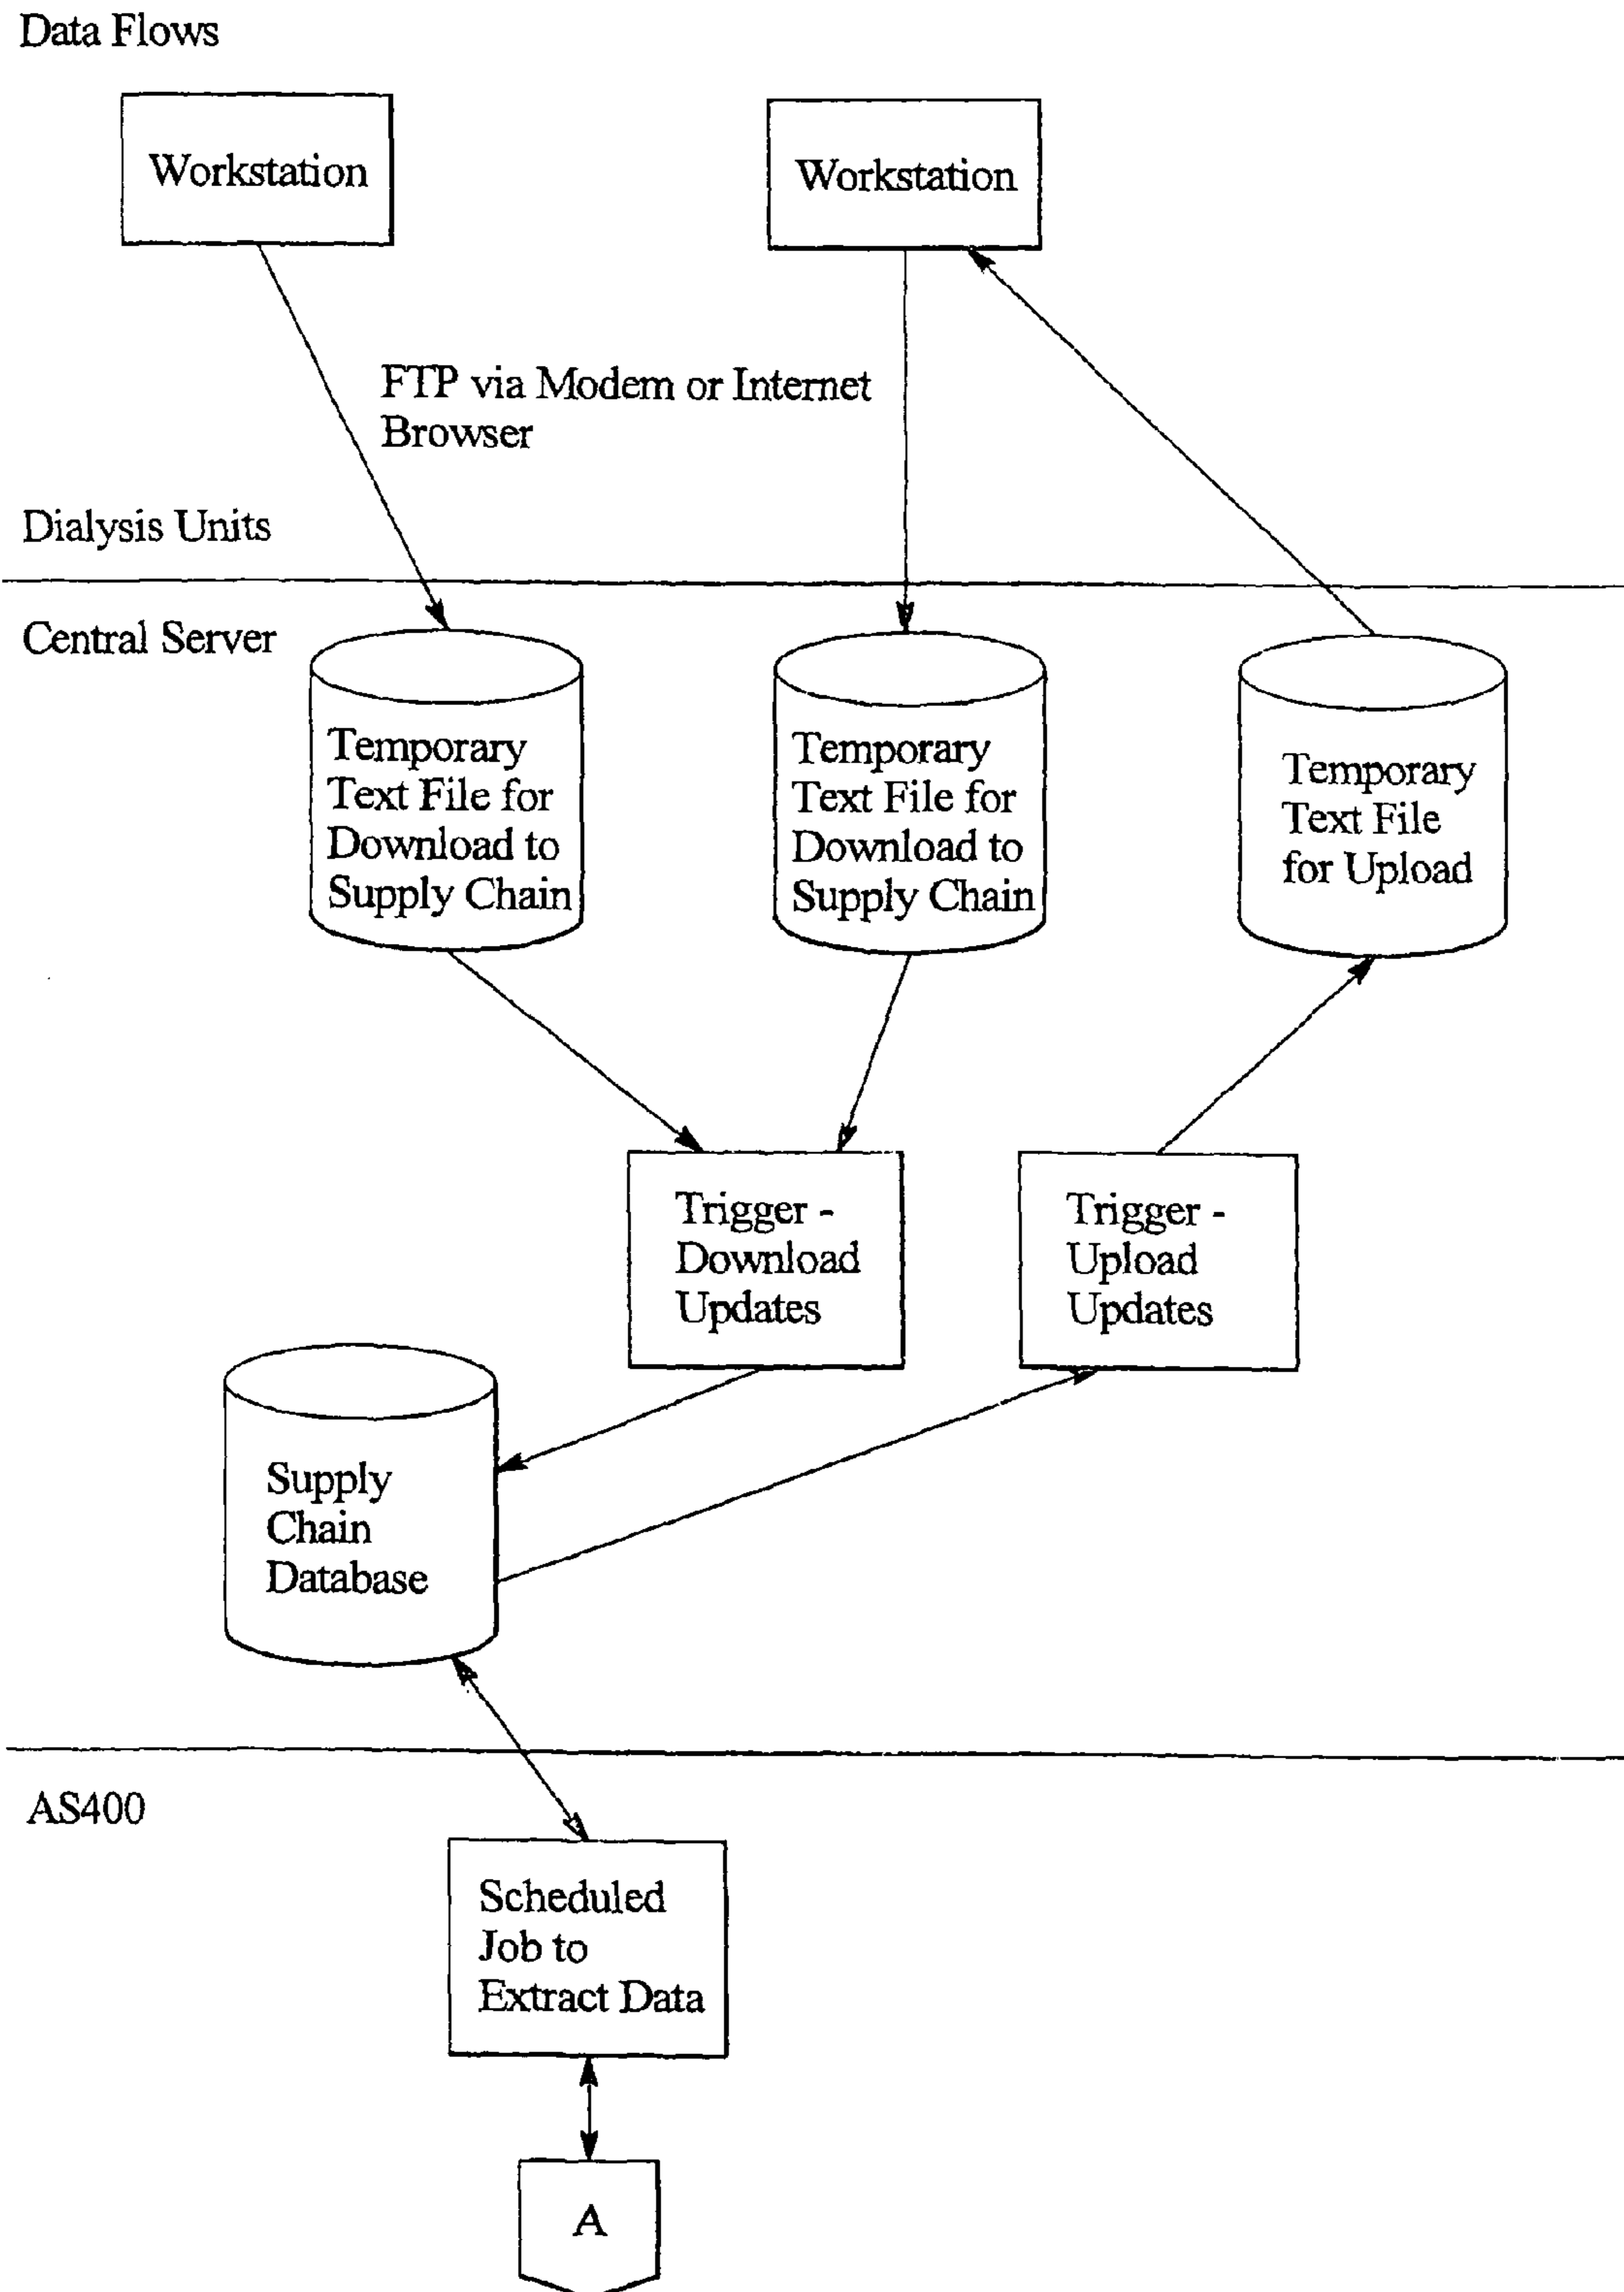 Data Flows
Workstation
Workstation
FTP via Modem or Internet
Browser
Dialysis Units
Central Server
Temporary
Text File for
Download to
Supply Chain
Temporary
Text File for
Download to
Supply Chain
Temporary
Text File
for Upload
Trigger -
Download
Updates
Trigger -
Upload
Updates
Supply
Chain
Database
AS400
Scheduled
Job to
Extract Data
A